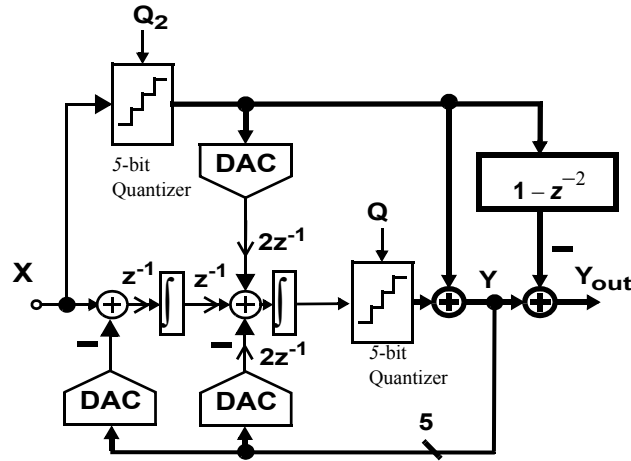 Q2
5-bit
Quantizer
DAC
1 – z⁻²
2z⁻¹
Q
X
z⁻¹
z⁻¹
Y
Yout
2z⁻¹
5-bit
Quantizer
DAC
DAC
5